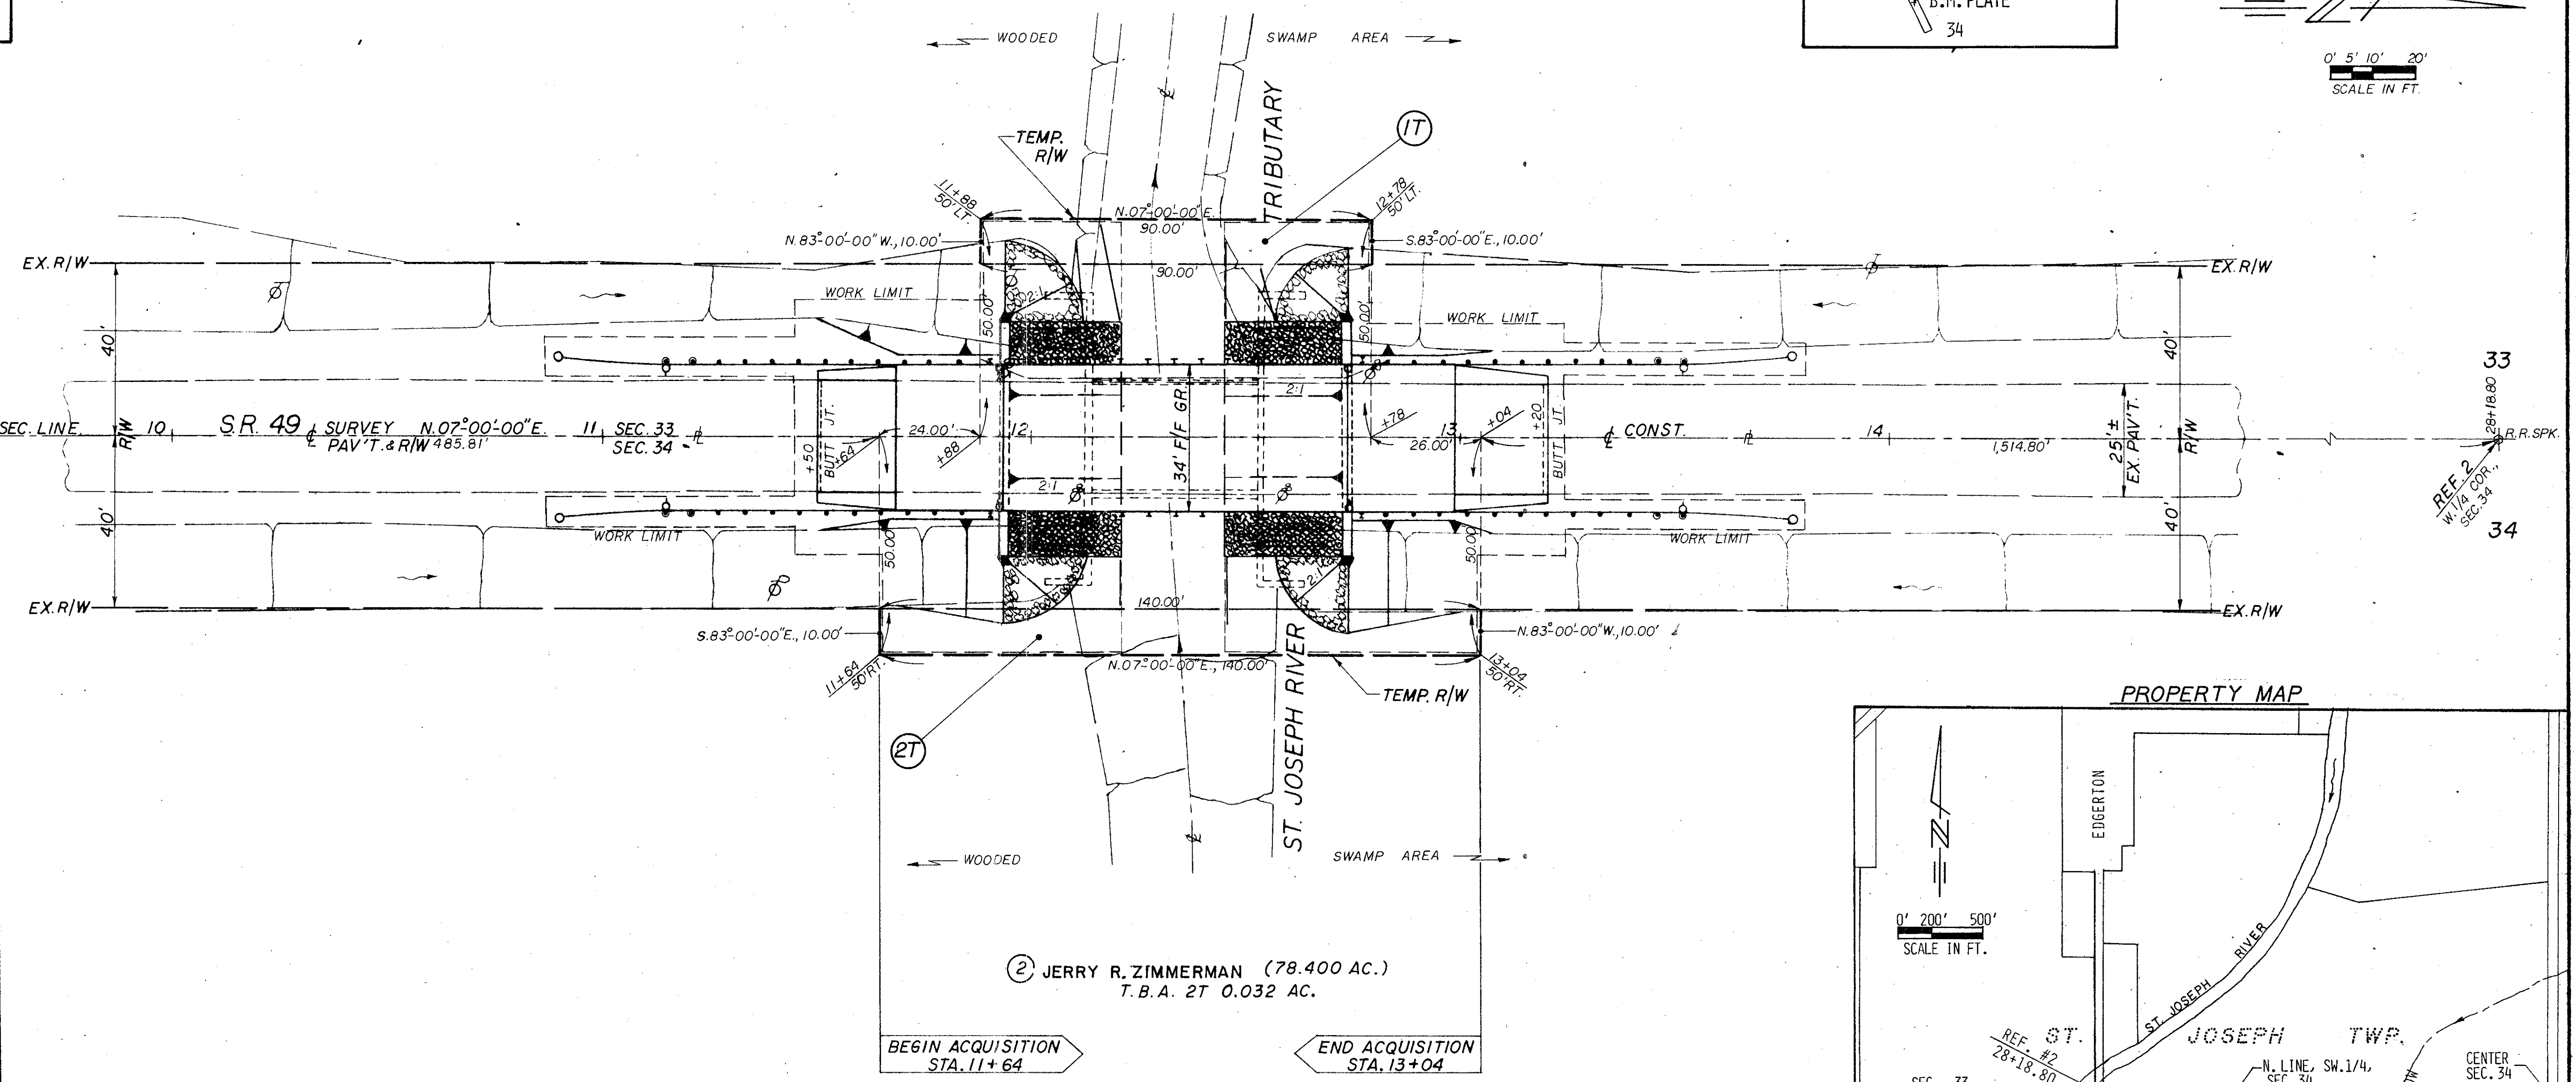 B.M. PLATE
34
0' 5' 10' 20'
SCALE IN FT.
WOODED
SWAMP AREA
TRIBUTARY
1T
TEMP.
R/W
11+88
50' LT.
12+78
50' LT.
N.07°-00'-00"E.
90.00'
N.83°-00'-00"W.,10.00'
S.83°-00'-00"E.,10.00'
EX. R/W
90.00'
EX. R/W
WORK LIMIT
2:1
50.00'
50.00'
WORK LIMIT
40'
40'
33
2:1
SEC. LINE
R/W
10
S.R. 49
℄ SURVEY N.07°-00'-00"E.
PAV'T. & R/W 485.81'
11
SEC. 33
SEC. 34
℄
+50
BUTT JT.
+64
24.00'
+88
12
34' F/F GR.
+78
26.00'
13
+04
+20
BUTT JT.
℄ CONST.
℄
14
1,514.80'
25'±
EX. PAV'T.
R/W
28+18.80
R.R.SPK.
REF. 2
W.1/4 COR.,
SEC.34
34
2:1
40'
40'
WORK LIMIT
50.00'
50.00'
WORK LIMIT
2:1
EX. R/W
140.00'
EX. R/W
S.83°-00'-00"E.,10.00'
N.83°-00'-00"W.,10.00'
11+64
50'RT.
N.07°-00'-00"E.,140.00'
13+04
50'RT.
TEMP. R/W
2T
ST. JOSEPH RIVER
℄
℄
WOODED
SWAMP AREA
2 JERRY R. ZIMMERMAN (78.400 AC.)
T.B.A. 2T 0.032 AC.
BEGIN ACQUISITION
STA. 11+64
END ACQUISITION
STA. 13+04
PROPERTY MAP
EDGERTON
0' 200' 500'
SCALE IN FT.
ST. JOSEPH RIVER
ST. JOSEPH TWP.
REF. #2
28+18.80
N. LINE, SW.1/4,
SEC. 34
CENTER
SEC. 34
SEC. 33